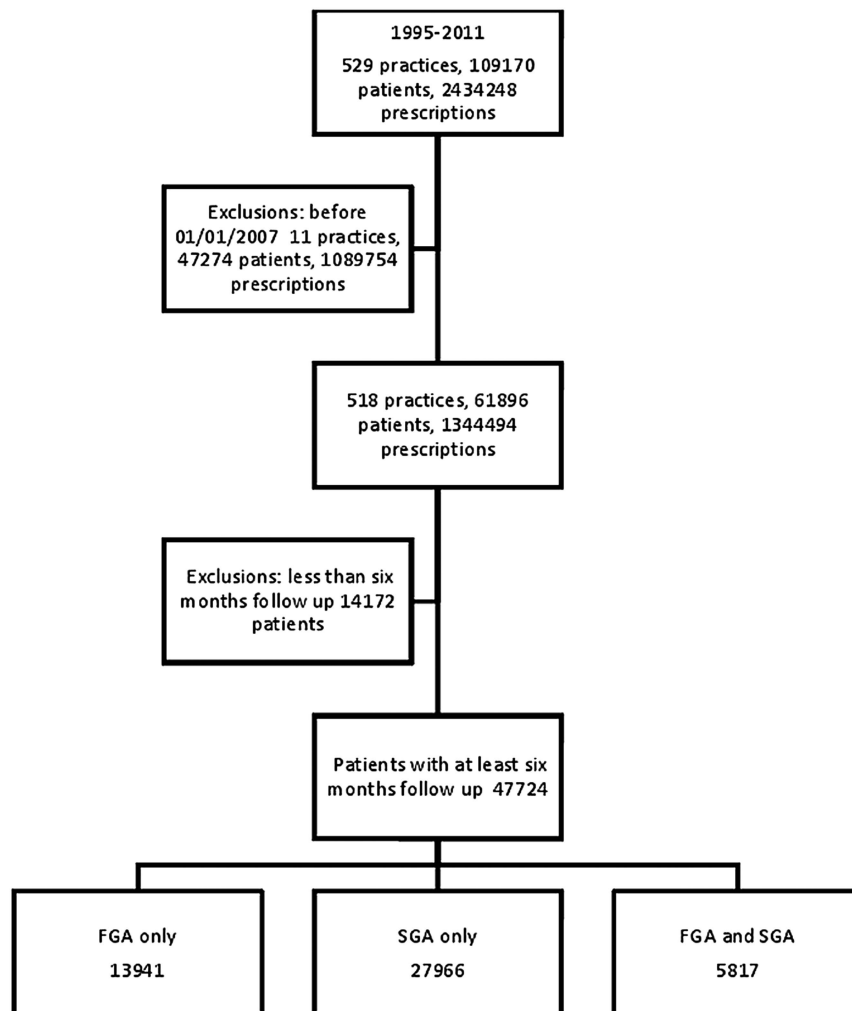 1995-2011
529 practices, 109170
patients, 2434248
prescriptions
Exclusions: before
01/01/2007 11 practices,
47274 patients, 1089754
prescriptions
518 practices, 61896
patients, 1344494
prescriptions
Exclusions: less than six
months follow up 14172
patients
Patients with at least six
months follow up 47724
FGA only
13941
SGA only
27966
FGA and SGA
5817